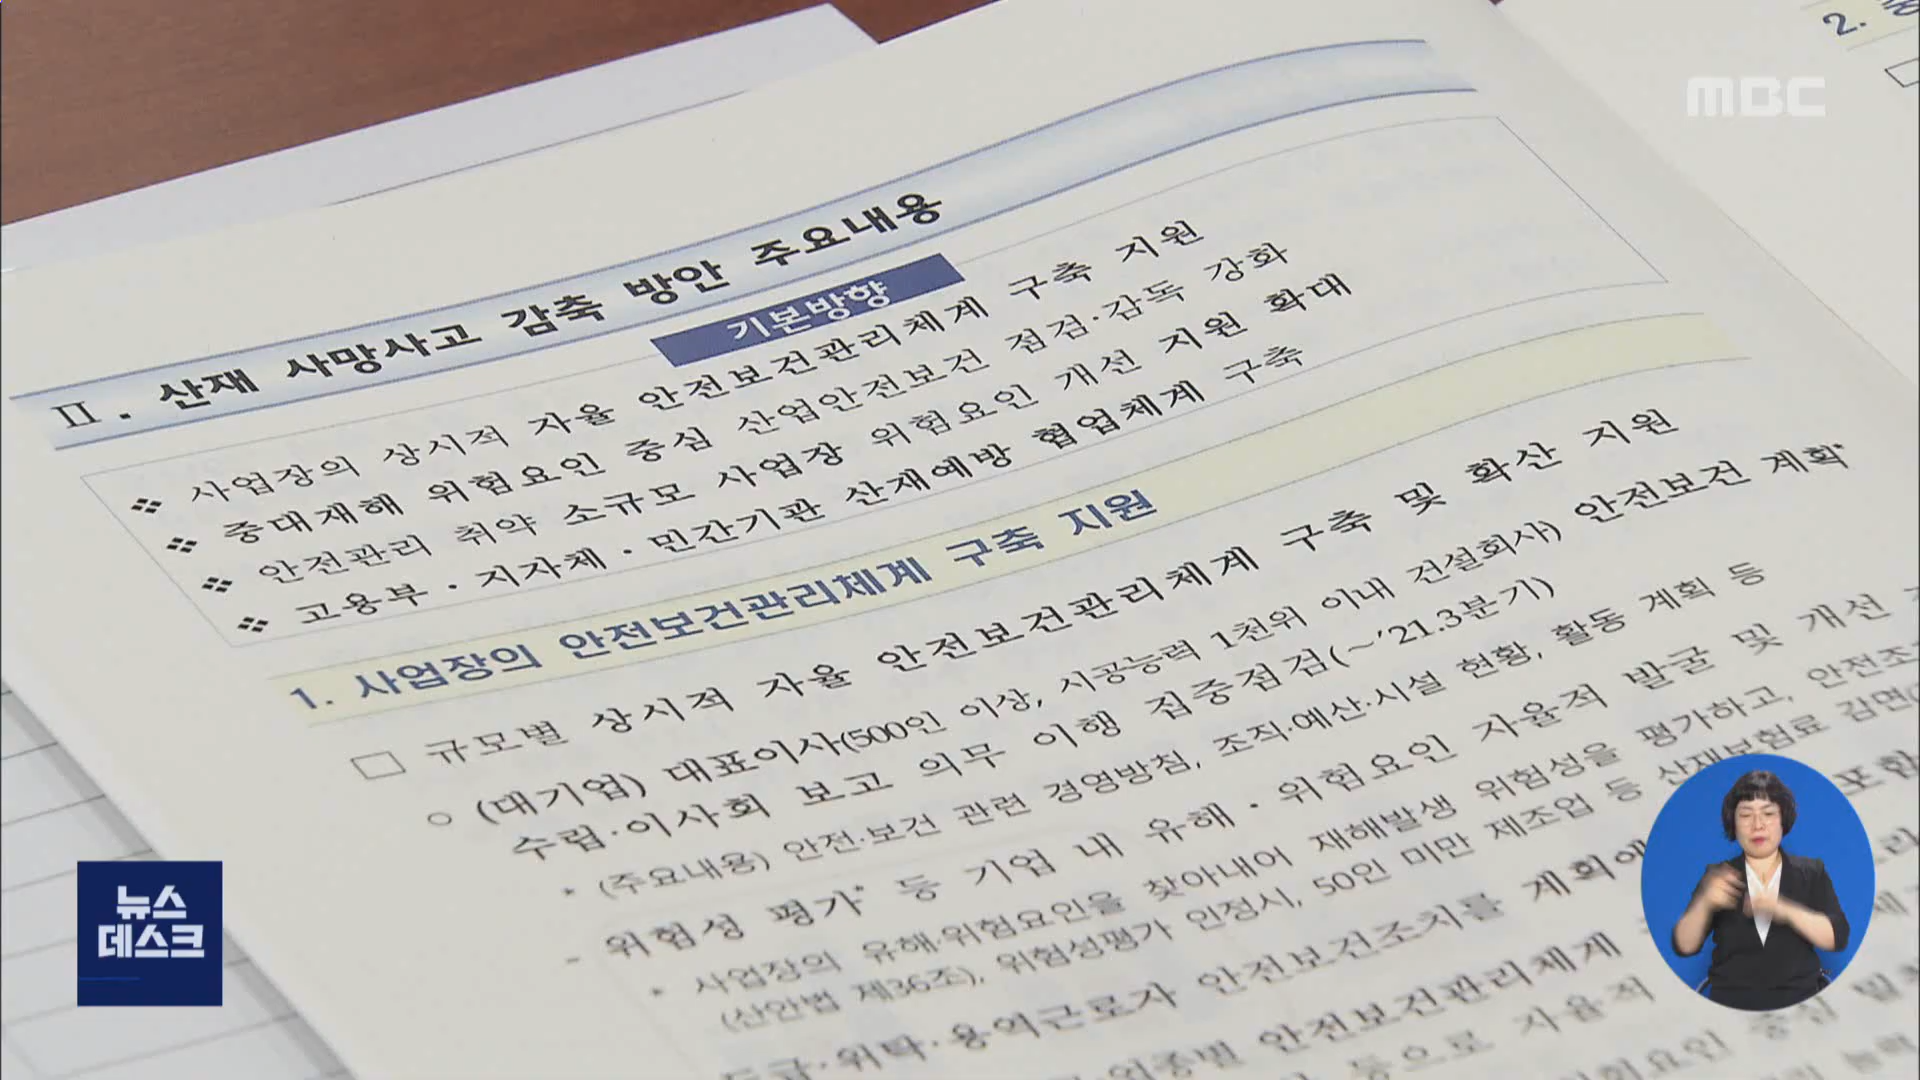 MBC
2.
Ⅱ. 산재 사망사고 감축 방안 주요내용
기본방향
❖ 사업장의 상시적 자율 안전보건관리체계 구축 지원
❖ 중대재해 위험요인 중심 산업안전보건 점검·감독 강화
❖ 안전관리 취약 소규모 사업장 위험요인 개선 지원 확대
❖ 고용부·지자체·민간기관 산재예방 협업체계 구축
1. 사업장의 안전보건관리체계 구축 지원
□ 규모별 상시적 자율 안전보건관리체계 구축 및 확산 지원
○ (대기업) 대표이사(500인 이상, 시공능력 1천위 이내 건설회사) 안전보건 계획*
수립·이사회 보고 의무 이행 집중점검(~'21.3분기)
* (주요내용) 안전·보건 관련 경영방침, 조직·예산·시설 현황, 활동 계획 등
- 위험성 평가* 등 기업 내 유해·위험요인 자율적 발굴 및 개선
* 사업장의 유해·위험요인을 찾아내어 재해발생 위험성을 평가하고,
(산안법 제36조), 위험성평가 인정시, 50인 미만 제조업 등 산재보험료 감면
도급·위탁·용역근로자 안전보건조치를 계획에 포함
안전보건관리체계
등으로 자율적
뉴스
데스크